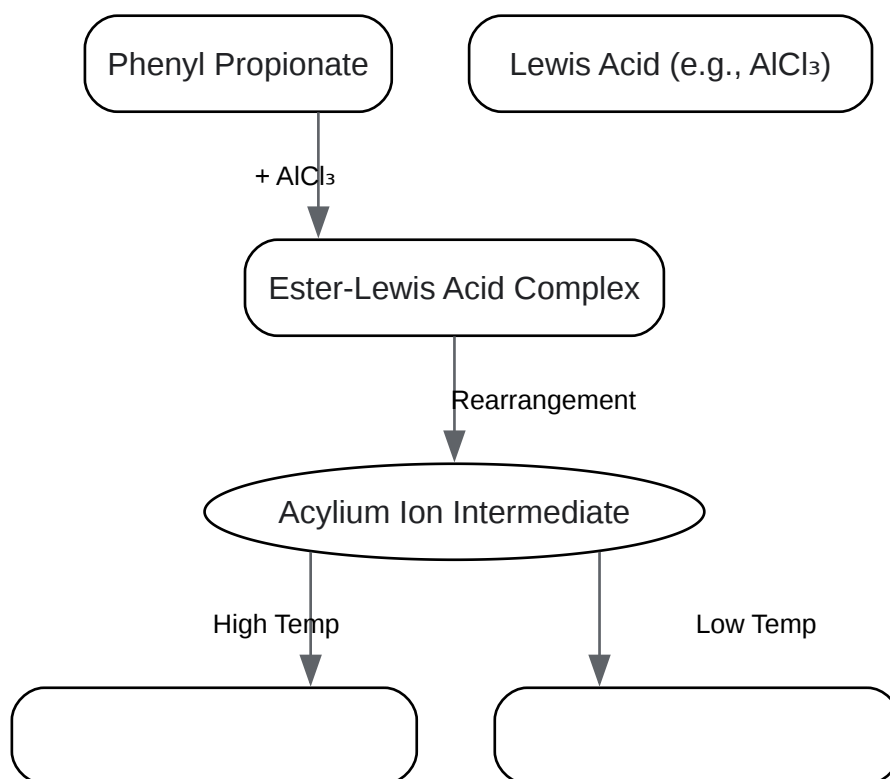 Phenyl Propionate
Lewis Acid (e.g., AlCl₃)
+ AlCl₃
Ester-Lewis Acid Complex
Rearrangement
Acylium Ion Intermediate
High Temp
Low Temp